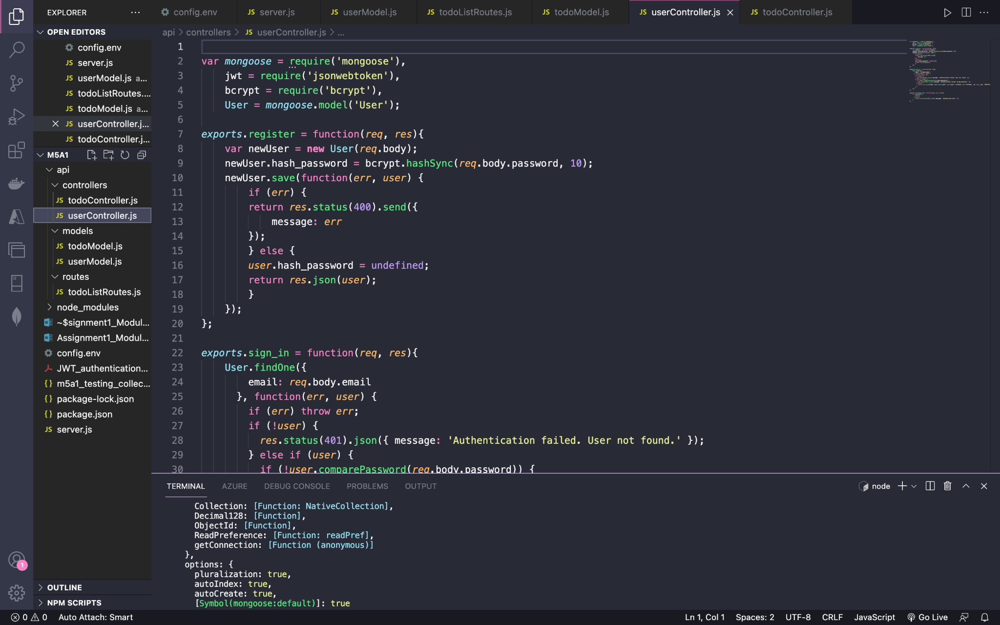 EXPLORER
config.env
JS server.js
JS userModel.js
JS todoListRoutes.js
JS todoModel.js
JS userController.js
JS todoController.js
OPEN EDITORS
config.env
JS server.js
JS userModel.js a...
JS todoListRoutes....
JS todoModel.js a...
JS userController.j...
JS todoController.j...
M5A1
api
controllers
JS todoController.js
JS userController.js
models
JS todoModel.js
JS userModel.js
routes
JS todoListRoutes.js
node_modules
~$signment1_Modul...
Assignment1_Modul...
config.env
JWT_authentication...
{} m5a1_testing_collec...
{} package-lock.json
{} package.json
JS server.js
OUTLINE
NPM SCRIPTS
api > controllers > JS userController.js > ...
1
2 var mongoose = require('mongoose'),
3 jwt = require('jsonwebtoken'),
4 bcrypt = require('bcrypt'),
5 User = mongoose.model('User');
6
7 exports.register = function(req, res){
8 var newUser = new User(req.body);
9 newUser.hash_password = bcrypt.hashSync(req.body.password, 10);
10 newUser.save(function(err, user) {
11 if (err) {
12 return res.status(400).send({
13 message: err
14 });
15 } else {
16 user.hash_password = undefined;
17 return res.json(user);
18 }
19 });
20 };
21
22 exports.sign_in = function(req, res){
23 User.findOne({
24 email: req.body.email
25 }, function(err, user) {
26 if (err) throw err;
27 if (!user) {
28 res.status(401).json({ message: 'Authentication failed. User not found.' });
29 } else if (user) {
30 if (!user.comparePassword(req.body.password)) {
TERMINAL AZURE DEBUG CONSOLE PROBLEMS OUTPUT node
Collection: [Function: NativeCollection],
Decimal128: [Function],
ObjectId: [Function],
ReadPreference: [Function: readPref],
getConnection: [Function (anonymous)]
},
options: {
pluralization: true,
autoIndex: true,
autoCreate: true,
[Symbol(mongoose:default)]: true
1
0 0 Auto Attach: Smart Ln 1, Col 1 Spaces: 2 UTF-8 CRLF JavaScript Go Live